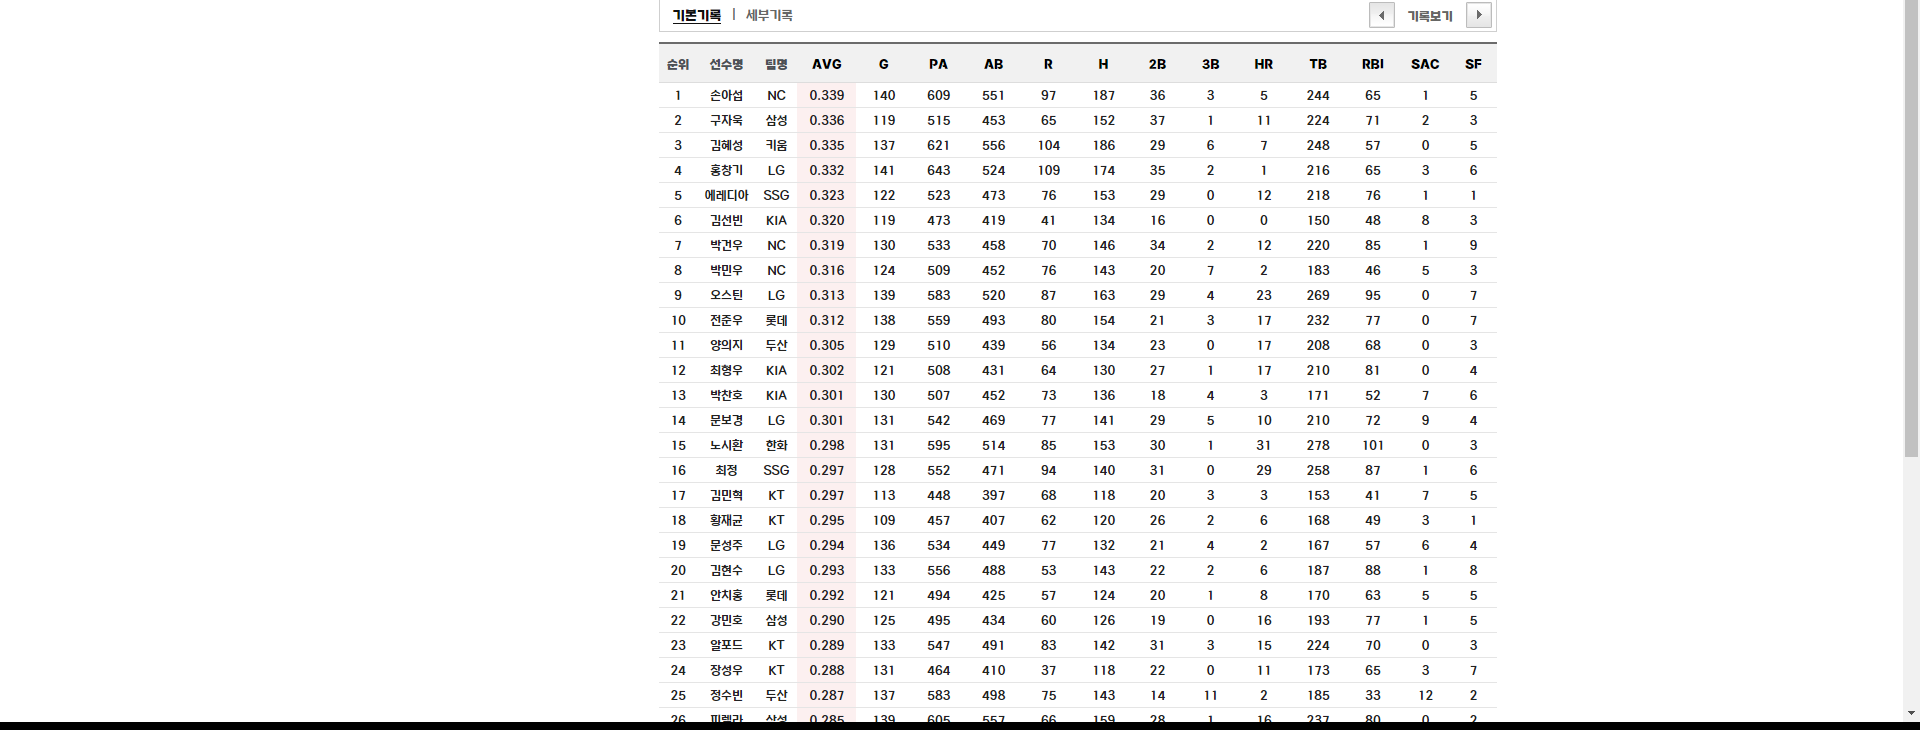 기본기록 | 세부기록 기록보기
순위 선수명 팀명 AVG G PA AB R H 2B 3B HR TB RBI SAC SF
1 손아섭 NC 0.339 140 609 551 97 187 36 3 5 244 65 1 5
2 구자욱 삼성 0.336 119 515 453 65 152 37 1 11 224 71 2 3
3 김혜성 키움 0.335 137 621 556 104 186 29 6 7 248 57 0 5
4 홍창기 LG 0.332 141 643 524 109 174 35 2 1 216 65 3 6
5 에레디아 SSG 0.323 122 523 473 76 153 29 0 12 218 76 1 1
6 김선빈 KIA 0.320 119 473 419 41 134 16 0 0 150 48 8 3
7 박건우 NC 0.319 130 533 458 70 146 34 2 12 220 85 1 9
8 박민우 NC 0.316 124 509 452 76 143 20 7 2 183 46 5 3
9 오스틴 LG 0.313 139 583 520 87 163 29 4 23 269 95 0 7
10 전준우 롯데 0.312 138 559 493 80 154 21 3 17 232 77 0 7
11 양의지 두산 0.305 129 510 439 56 134 23 0 17 208 68 0 3
12 최형우 KIA 0.302 121 508 431 64 130 27 1 17 210 81 0 4
13 박찬호 KIA 0.301 130 507 452 73 136 18 4 3 171 52 7 6
14 문보경 LG 0.301 131 542 469 77 141 29 5 10 210 72 9 4
15 노시환 한화 0.298 131 595 514 85 153 30 1 31 278 101 0 3
16 최정 SSG 0.297 128 552 471 94 140 31 0 29 258 87 1 6
17 김민혁 KT 0.297 113 448 397 68 118 20 3 3 153 41 7 5
18 황재균 KT 0.295 109 457 407 62 120 26 2 6 168 49 3 1
19 문성주 LG 0.294 136 534 449 77 132 21 4 2 167 57 6 4
20 김현수 LG 0.293 133 556 488 53 143 22 2 6 187 88 1 8
21 안치홍 롯데 0.292 121 494 425 57 124 20 1 8 170 63 5 5
22 강민호 삼성 0.290 125 495 434 60 126 19 0 16 193 77 1 5
23 알포드 KT 0.289 133 547 491 83 142 31 3 15 224 70 0 3
24 장성우 KT 0.288 131 464 410 37 118 22 0 11 173 65 3 7
25 정수빈 두산 0.287 137 583 498 75 143 14 11 2 185 33 12 2
26 피렐라 삼성 0.285 139 605 557 66 159 28 1 16 237 80 0 2